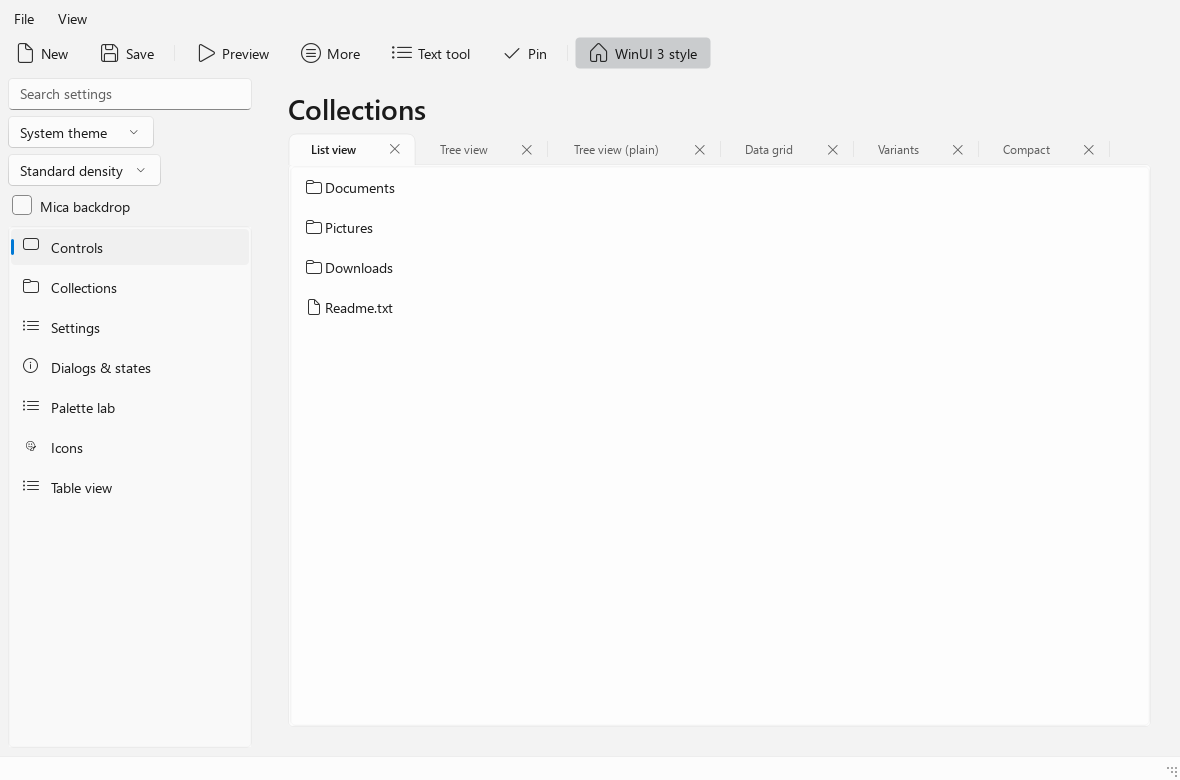 File View
New Save Preview More Text tool Pin WinUI 3 style
Search settings
System theme
Standard density
Mica backdrop
Controls
Collections
Settings
Dialogs & states
Palette lab
Icons
Table view
Collections
List view Tree view Tree view (plain) Data grid Variants Compact
Documents
Pictures
Downloads
Readme.txt